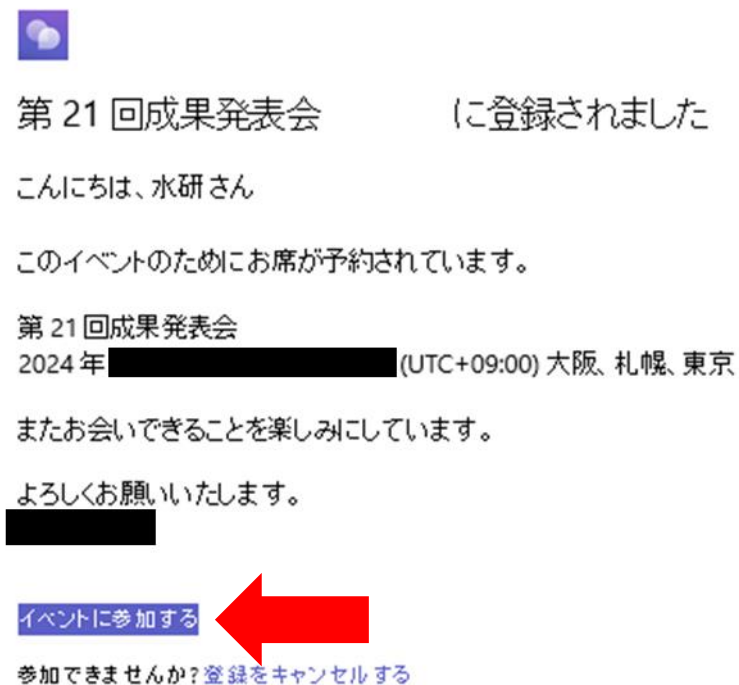 第 21 回成果発表会 に登録されました
こんにちは、水研さん
このイベントのためにお席が予約されています。
第 21 回成果発表会
2024 年 (UTC+09:00) 大阪、札幌、東京
またお会いできることを楽しみにしています。
よろしくお願いいたします。
イベントに参加する
参加できませんか? 登録をキャンセルする